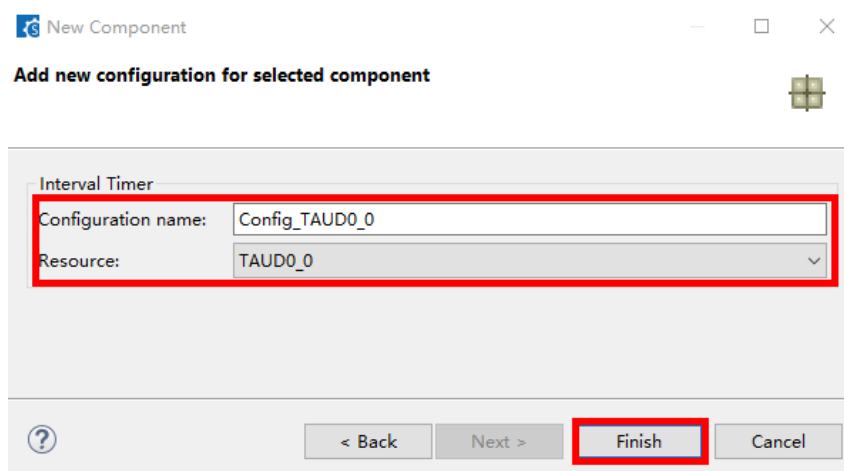 New Component
Add new configuration for selected component
Interval Timer
Configuration name: Config_TAUD0_0
Resource: TAUD0_0
? < Back Next > Finish Cancel